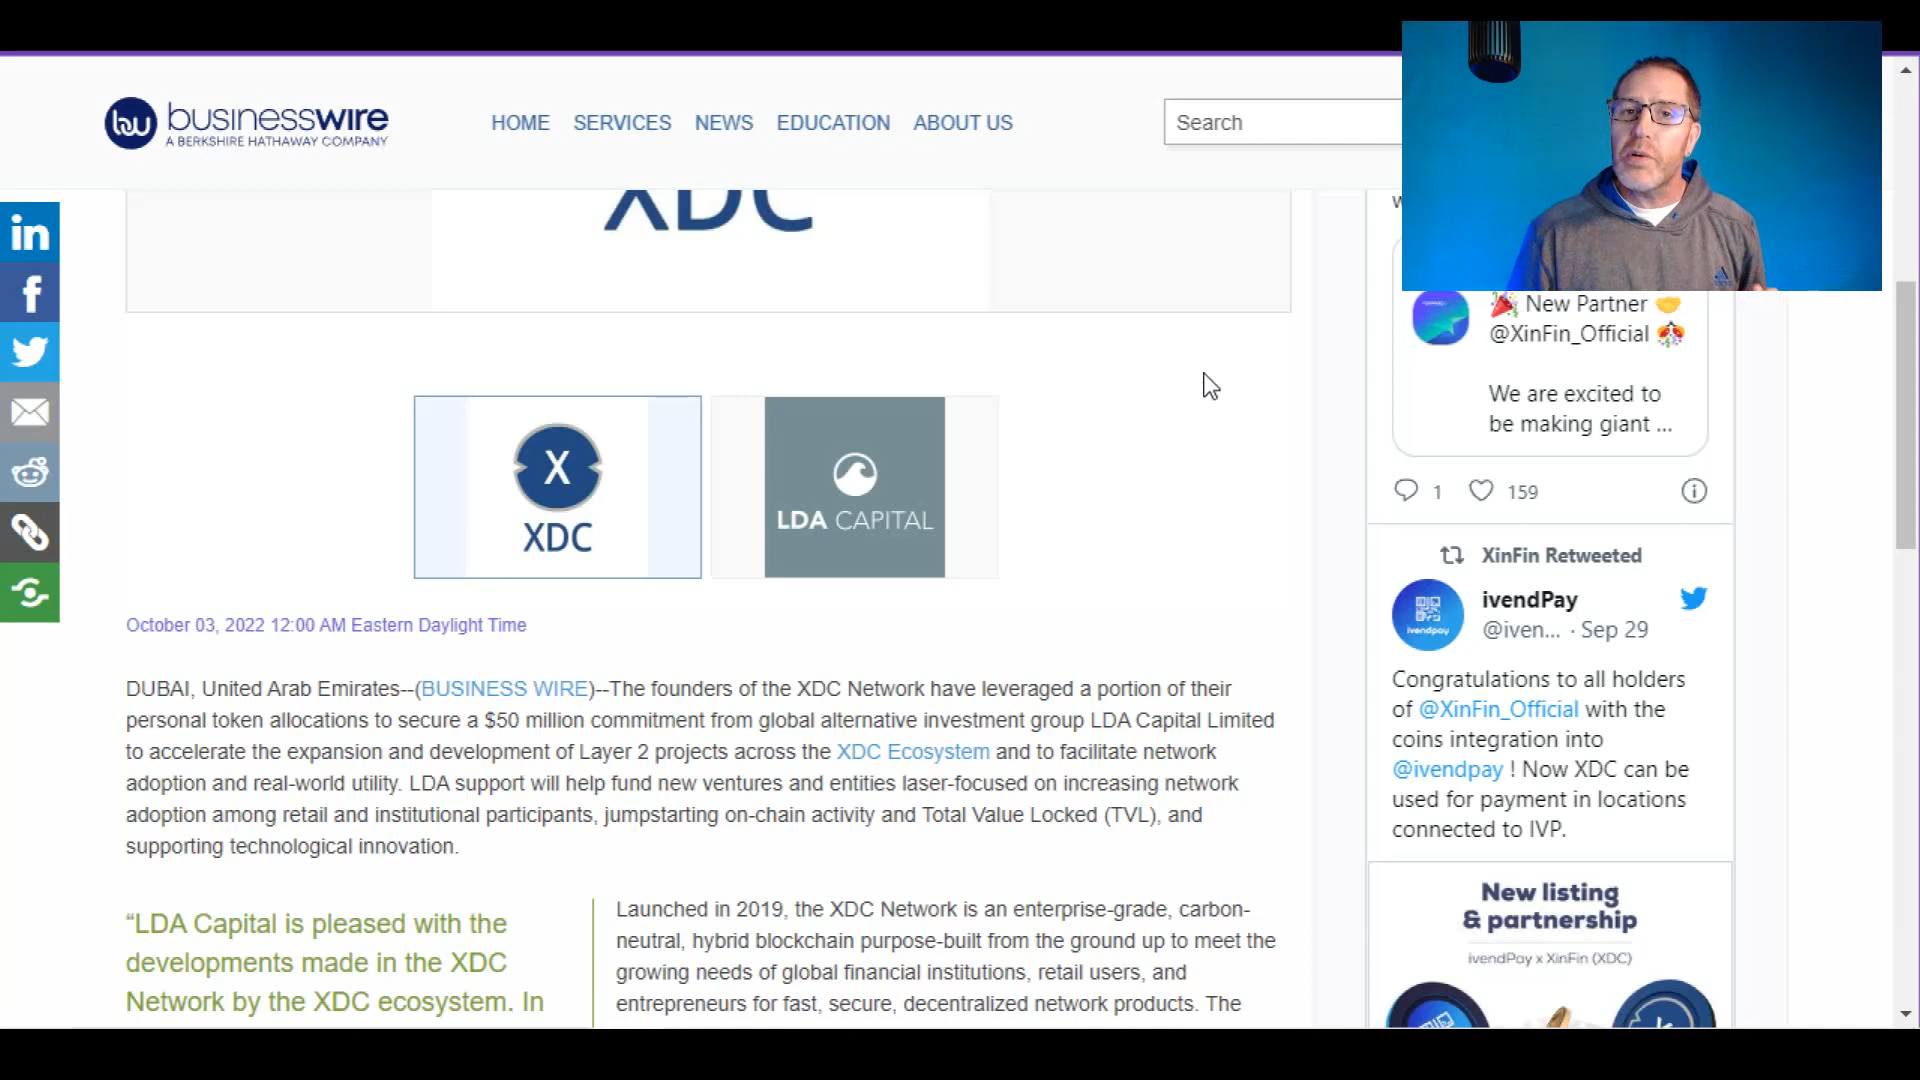 businesswire
A BERKSHIRE HATHAWAY COMPANY
HOME SERVICES NEWS EDUCATION ABOUT US
Search
XDC
X
XDC
LDA CAPITAL
October 03, 2022 12:00 AM Eastern Daylight Time
DUBAI, United Arab Emirates--(BUSINESS WIRE)--The founders of the XDC Network have leveraged a portion of their
personal token allocations to secure a $50 million commitment from global alternative investment group LDA Capital Limited
to accelerate the expansion and development of Layer 2 projects across the XDC Ecosystem and to facilitate network
adoption and real-world utility. LDA support will help fund new ventures and entities laser-focused on increasing network
adoption among retail and institutional participants, jumpstarting on-chain activity and Total Value Locked (TVL), and
supporting technological innovation.
“LDA Capital is pleased with the
developments made in the XDC
Network by the XDC ecosystem. In
Launched in 2019, the XDC Network is an enterprise-grade, carbon-
neutral, hybrid blockchain purpose-built from the ground up to meet the
growing needs of global financial institutions, retail users, and
entrepreneurs for fast, secure, decentralized network products. The
🎉 New Partner 🤝
@XinFin_Official 🎊
We are excited to
be making giant ...
1 159
XinFin Retweeted
ivendPay
@iven... · Sep 29
ivendpay
Congratulations to all holders
of @XinFin_Official with the
coins integration into
@ivendpay ! Now XDC can be
used for payment in locations
connected to IVP.
New listing
& partnership
ivendPay x XinFin (XDC)